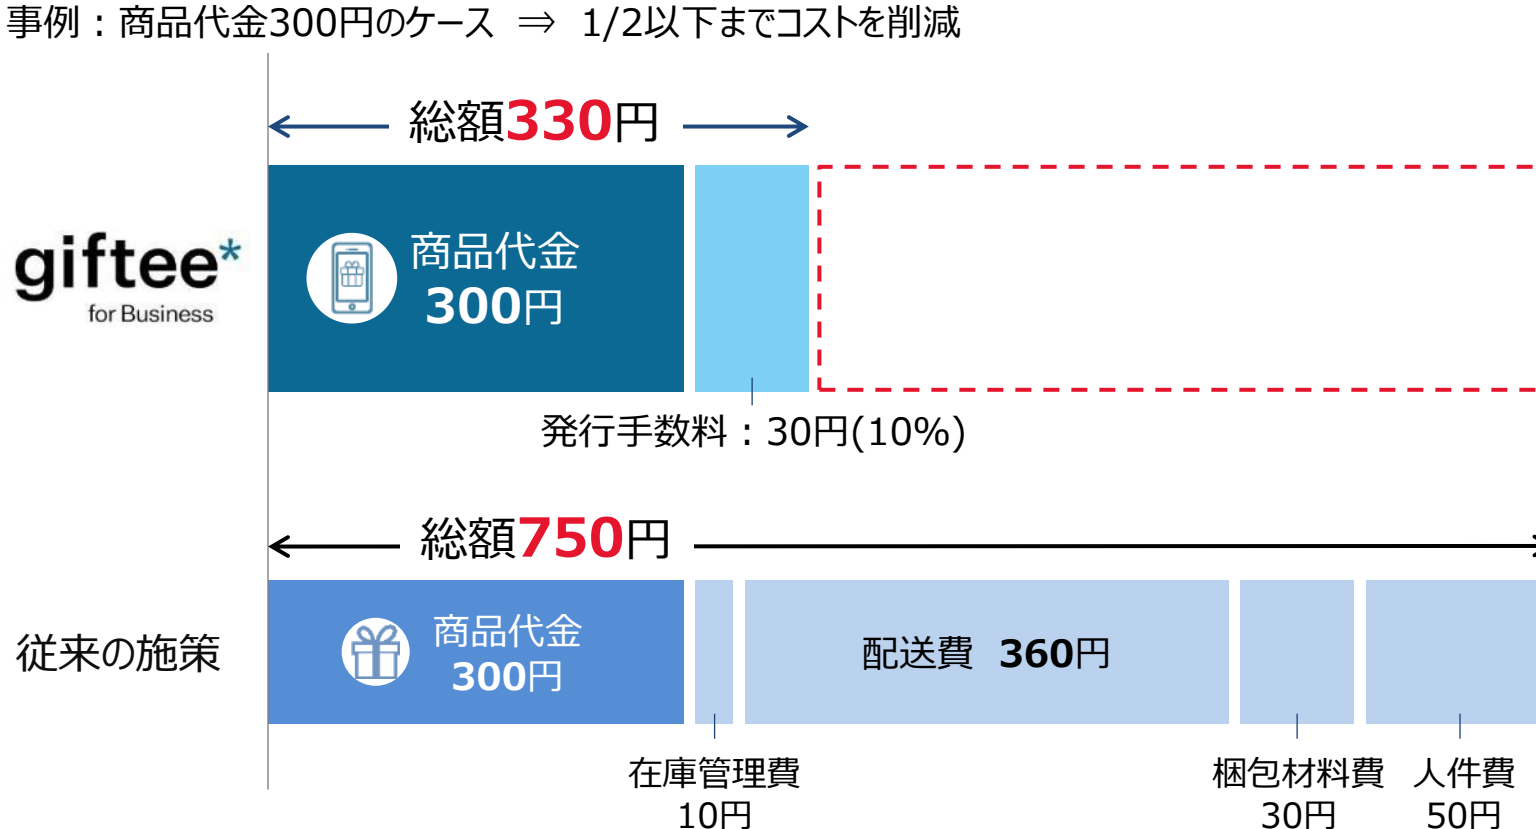 事例：商品代金300円のケース ⇒ 1/2以下までコストを削減
総額330円
giftee*
for Business
商品代金
300円
発行手数料：30円(10%)
総額750円
従来の施策
商品代金
300円
配送費 360円
在庫管理費
10円
梱包材料費
30円
人件費
50円